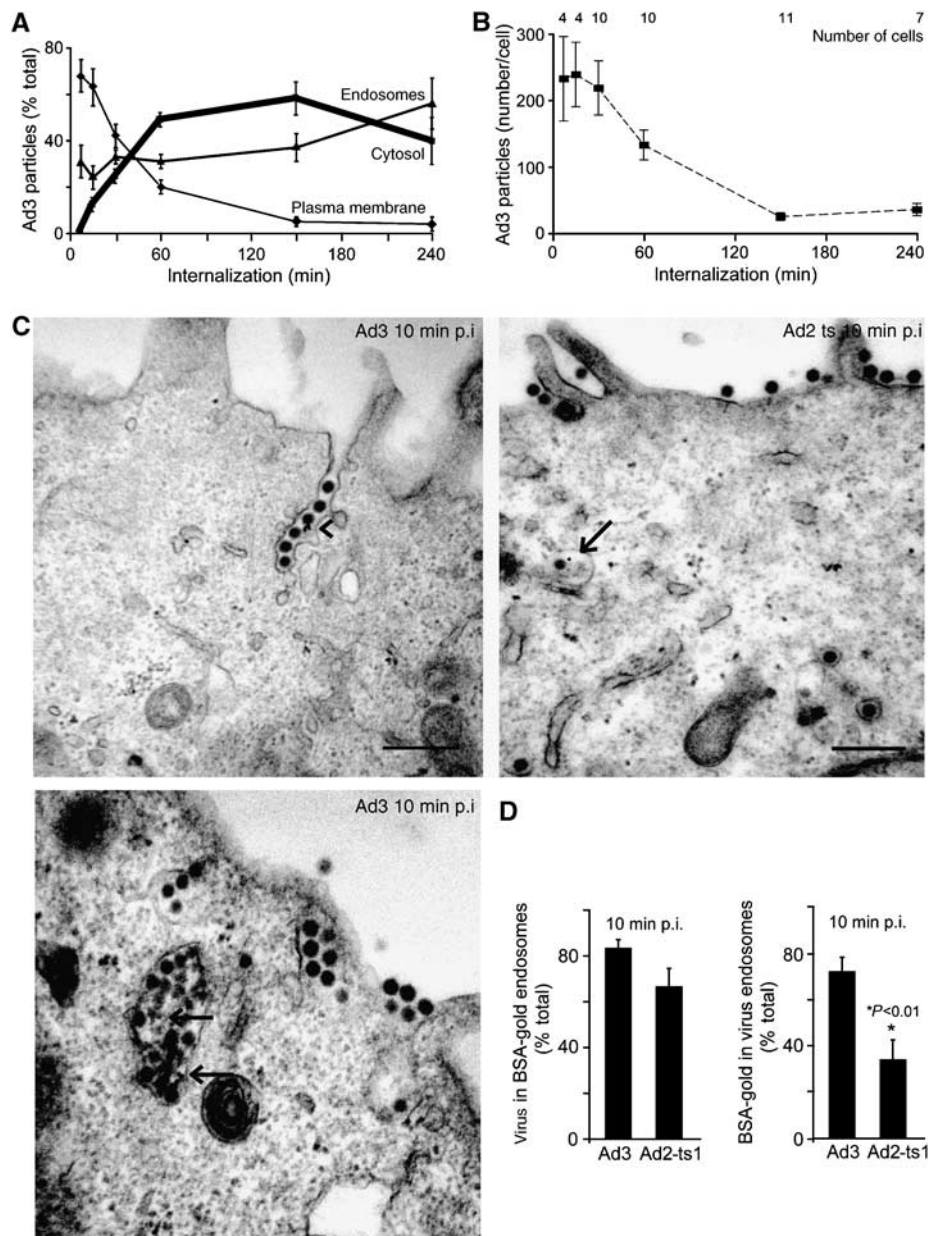 A
Ad3 particles (% total)
80
40
0
Endosomes
Cytosol
Plasma membrane
0 60 120 180 240
Internalization (min)
B
4 4 10 10 11 7
Number of cells
Ad3 particles (number/cell)
300
200
100
0
0 60 120 180 240
Internalization (min)
C
Ad3 10 min p.i
Ad2 ts 10 min p.i
Ad3 10 min p.i
D
Virus in BSA-gold endosomes
(% total)
80
40
0
10 min p.i.
Ad3 Ad2-ts1
BSA-gold in virus endosomes
(% total)
80
40
0
10 min p.i.
*P<0.01
*
Ad3 Ad2-ts1